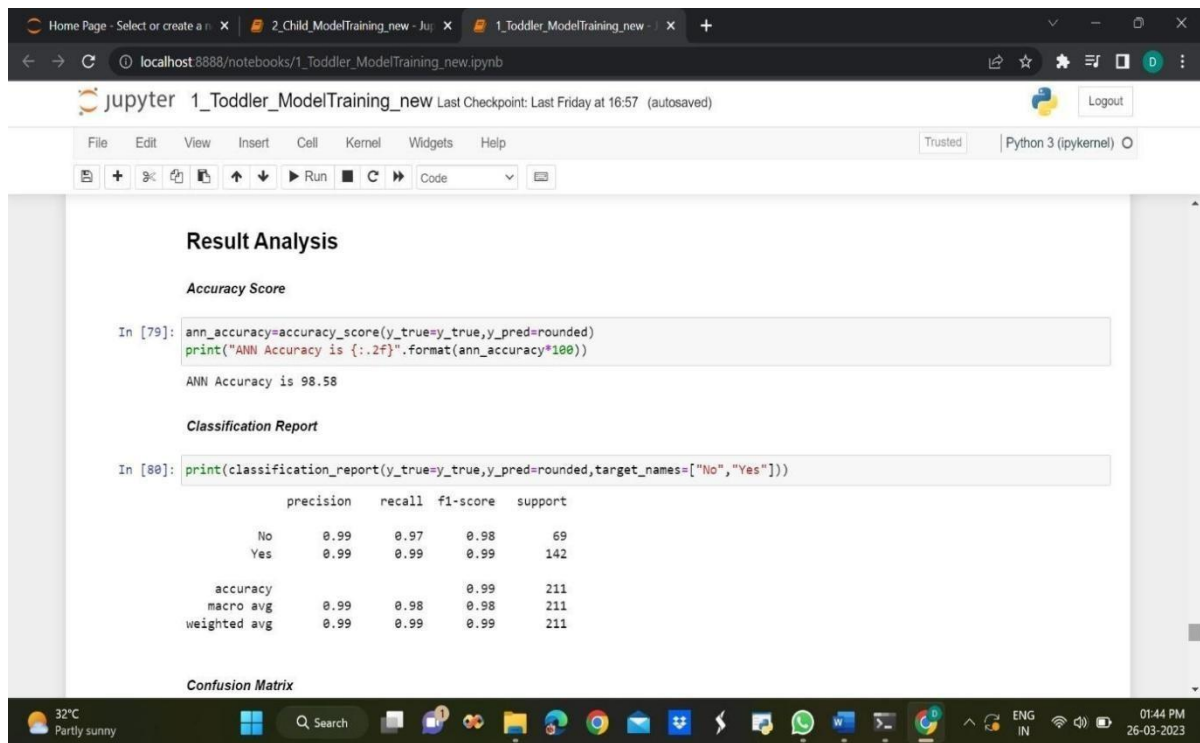 Home Page - Select or create a n
2_Child_ModelTraining_new - Jup
1_Toddler_ModelTraining_new - J
localhost:8888/notebooks/1_Toddler_ModelTraining_new.ipynb
D
jupyter 1_Toddler_ModelTraining_new Last Checkpoint: Last Friday at 16:57 (autosaved)
Logout
File Edit View Insert Cell Kernel Widgets Help
Trusted
Python 3 (ipykernel)
Run
Code
Result Analysis
Accuracy Score
In [79]: ann_accuracy=accuracy_score(y_true=y_true,y_pred=rounded)
print("ANN Accuracy is {:.2f}".format(ann_accuracy*100))
ANN Accuracy is 98.58
Classification Report
In [80]: print(classification_report(y_true=y_true,y_pred=rounded,target_names=["No","Yes"]))
precision recall f1-score support
No 0.99 0.97 0.98 69
Yes 0.99 0.99 0.99 142
accuracy 0.99 211
macro avg 0.99 0.98 0.98 211
weighted avg 0.99 0.99 0.99 211
Confusion Matrix
32°C
Partly sunny
Search
ENG
IN
01:44 PM
26-03-2023